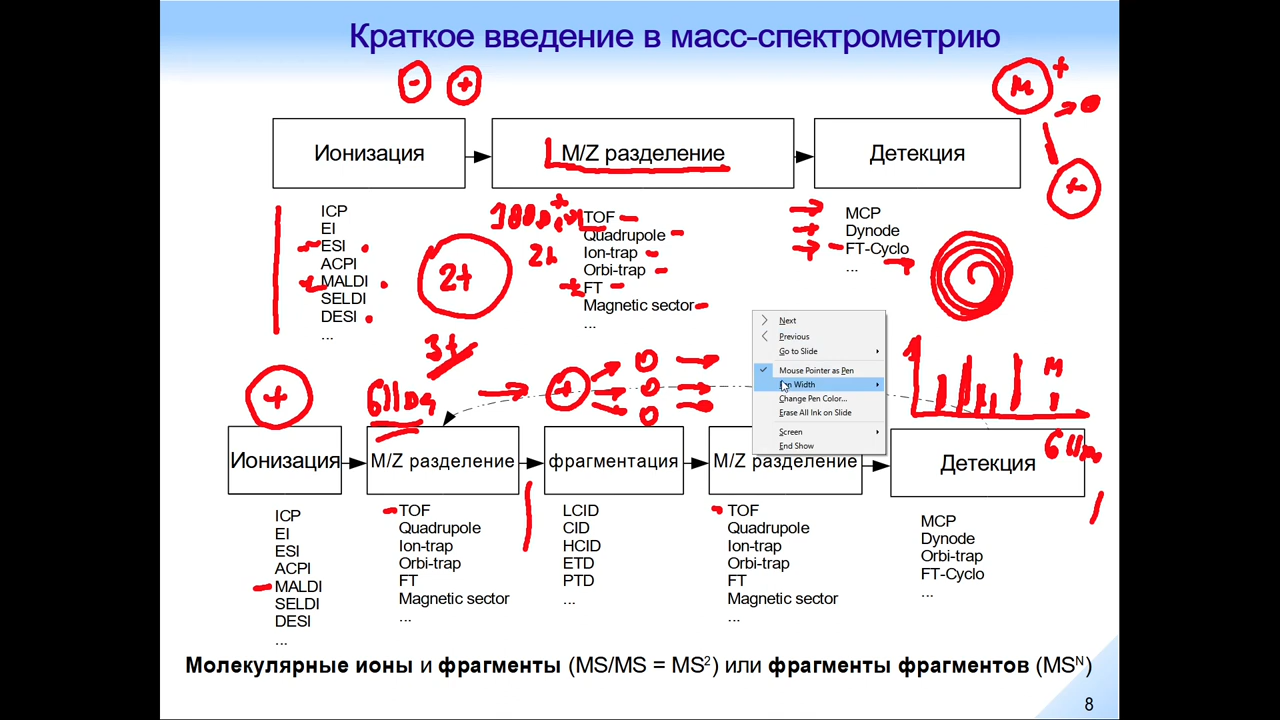 Краткое введение в масс-спектрометрию
- +
M +
Ионизация
M/Z разделение
Детекция
+
ICP
EI
ESI
ACPI
MALDI
SELDI
DESI
...
2+
2+
3+
TOF
Quadrupole
Ion-trap
Orbi-trap
FT
Magnetic sector
...
MCP
Dynode
FT-Cyclo
...
Next
Previous
Go to Slide
Mouse Pointer as Pen
Width
Change Pen Color...
Erase All Ink on Slide
Screen
End Show
+
611Da
+
M
Ионизация
M/Z разделение
фрагментация
M/Z разделение
Детекция
ICP
EI
ESI
ACPI
MALDI
SELDI
DESI
...
TOF
Quadrupole
Ion-trap
Orbi-trap
FT
Magnetic sector
...
LCID
CID
HCID
ETD
PTD
...
TOF
Quadrupole
Ion-trap
Orbi-trap
FT
Magnetic sector
...
MCP
Dynode
Orbi-trap
FT-Cyclo
...
Молекулярные ионы и фрагменты (MS/MS = MS²) или фрагменты фрагментов (MSᴺ)
8